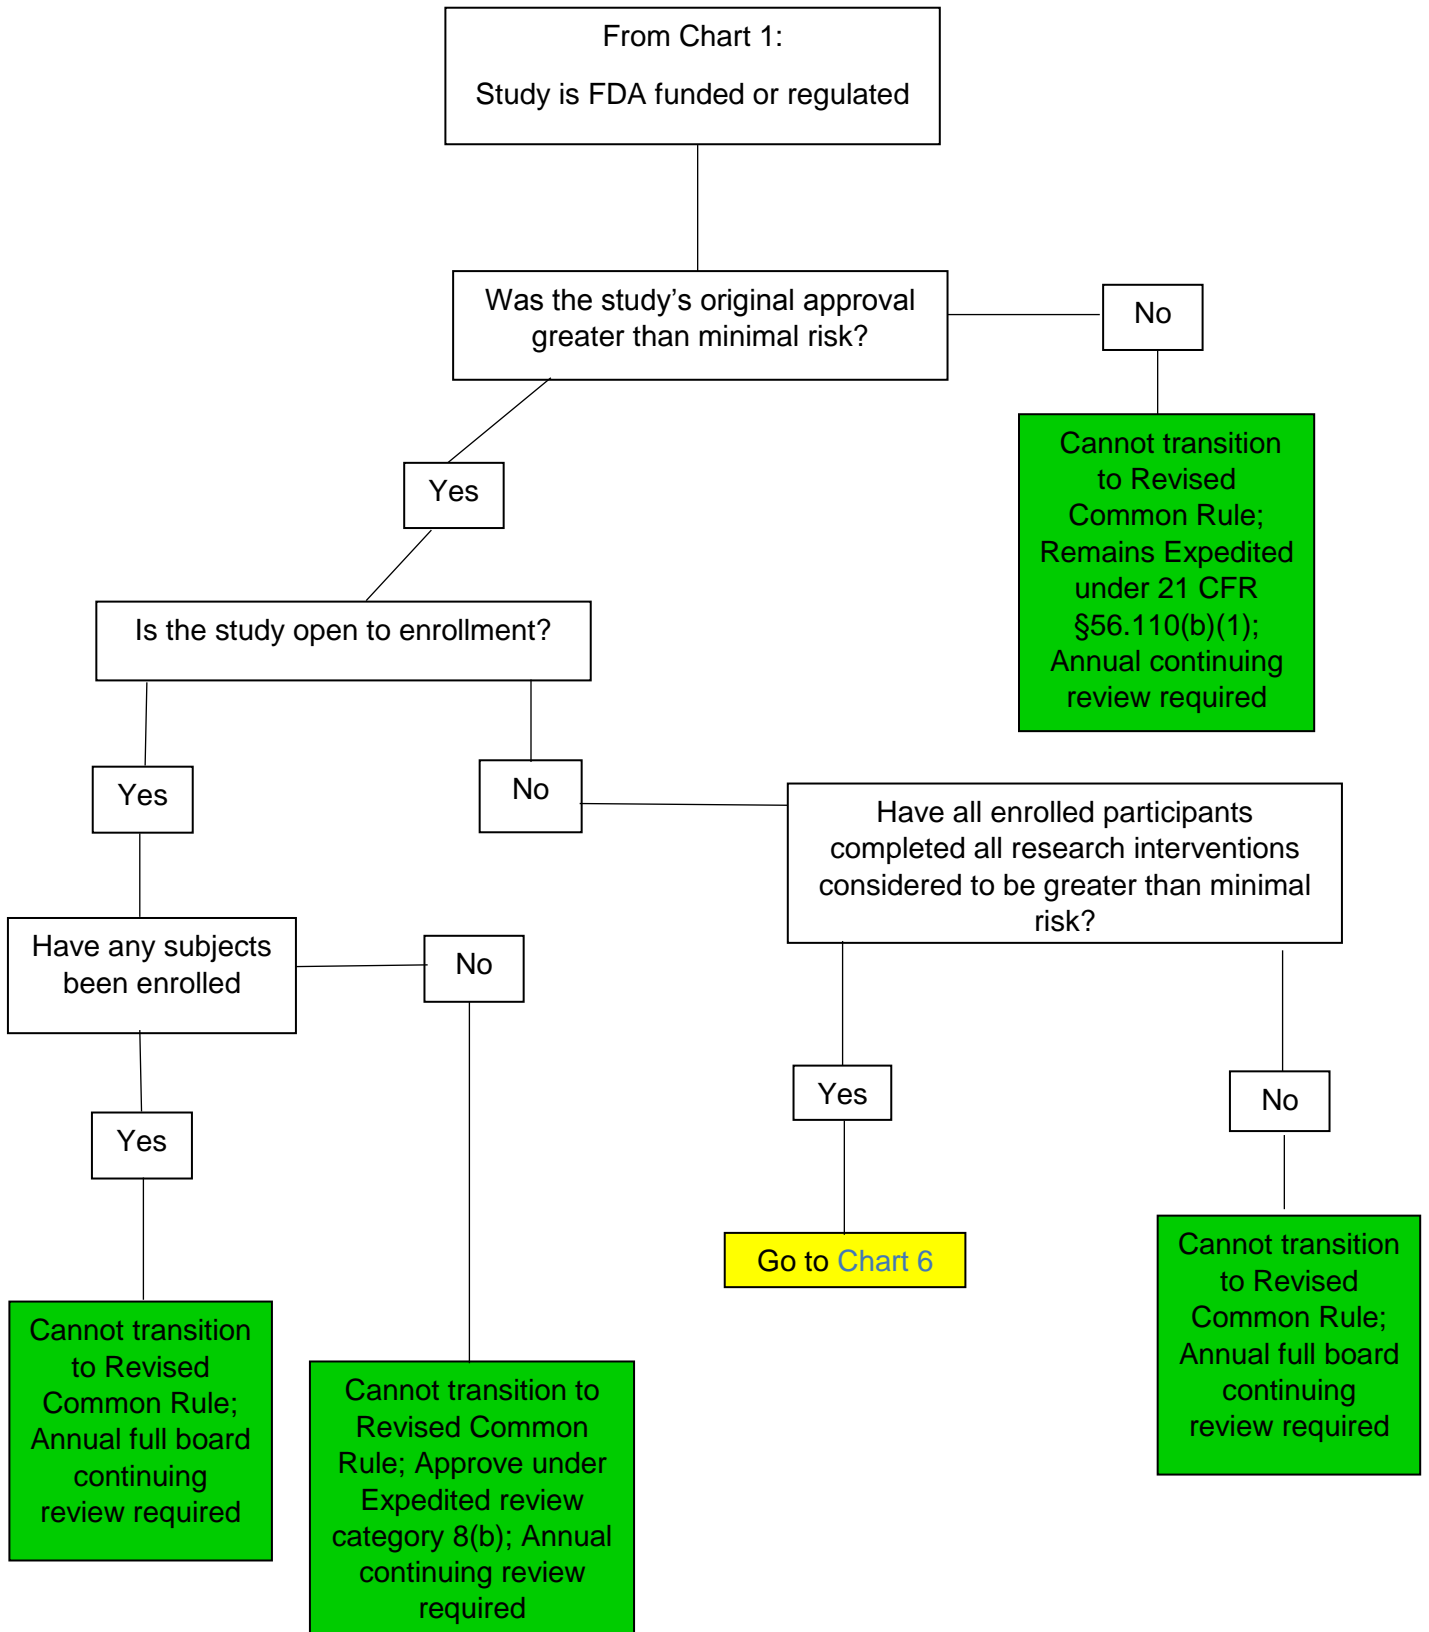 From Chart 1:
Study is FDA funded or regulated
Was the study’s original approval
greater than minimal risk?
No
Cannot transition
to Revised
Common Rule;
Remains Expedited
under 21 CFR
§56.110(b)(1);
Annual continuing
review required
Yes
Is the study open to enrollment?
Yes
No
Have all enrolled participants
completed all research interventions
considered to be greater than minimal
risk?
Have any subjects
been enrolled
No
Yes
No
Yes
Go to Chart 6
Cannot transition
to Revised
Common Rule;
Annual full board
continuing
review required
Cannot transition
to Revised
Common Rule;
Annual full board
continuing
review required
Cannot transition to
Revised Common
Rule; Approve under
Expedited review
category 8(b); Annual
continuing review
required